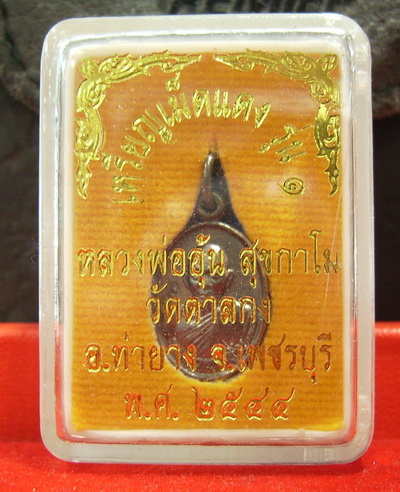 เหรียญเม็ดแตง รุ่น ๑
หลวงพ่ออุ้น สุขกาโม
วัดตาลกง
อ.ท่ายาง จ.เพชรบุรี
พ.ศ. ๒๕๔๔